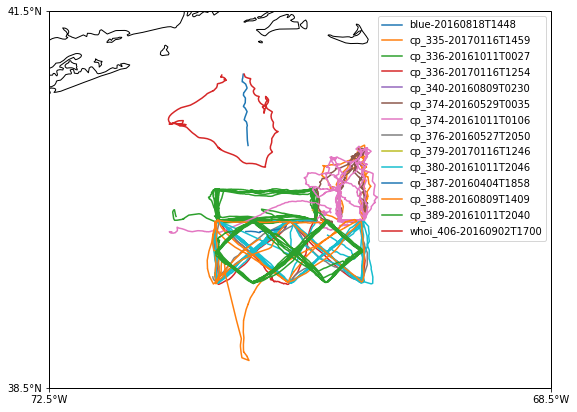 41.5°N
blue-20160818T1448
cp_335-20170116T1459
cp_336-20161011T0027
cp_336-20170116T1254
cp_340-20160809T0230
cp_374-20160529T0035
cp_374-20161011T0106
cp_376-20160527T2050
cp_379-20170116T1246
cp_380-20161011T2046
cp_387-20160404T1858
cp_388-20160809T1409
cp_389-20161011T2040
whoi_406-20160902T1700
38.5°N
72.5°W
68.5°W